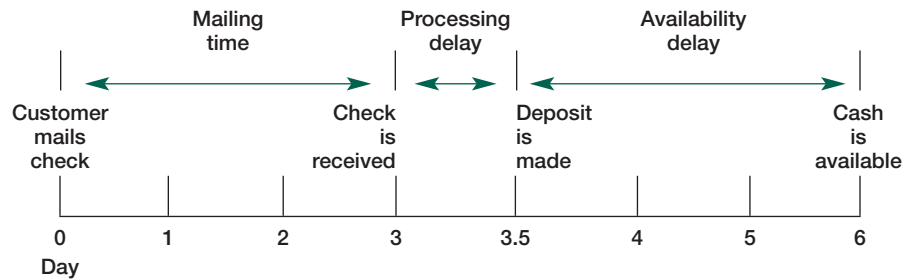 Mailing
time
Processing
delay
Availability
delay
Customer
mails
check
Check
is
received
Deposit
is
made
Cash
is
available
0 1 2 3 3.5 4 5 6
Day